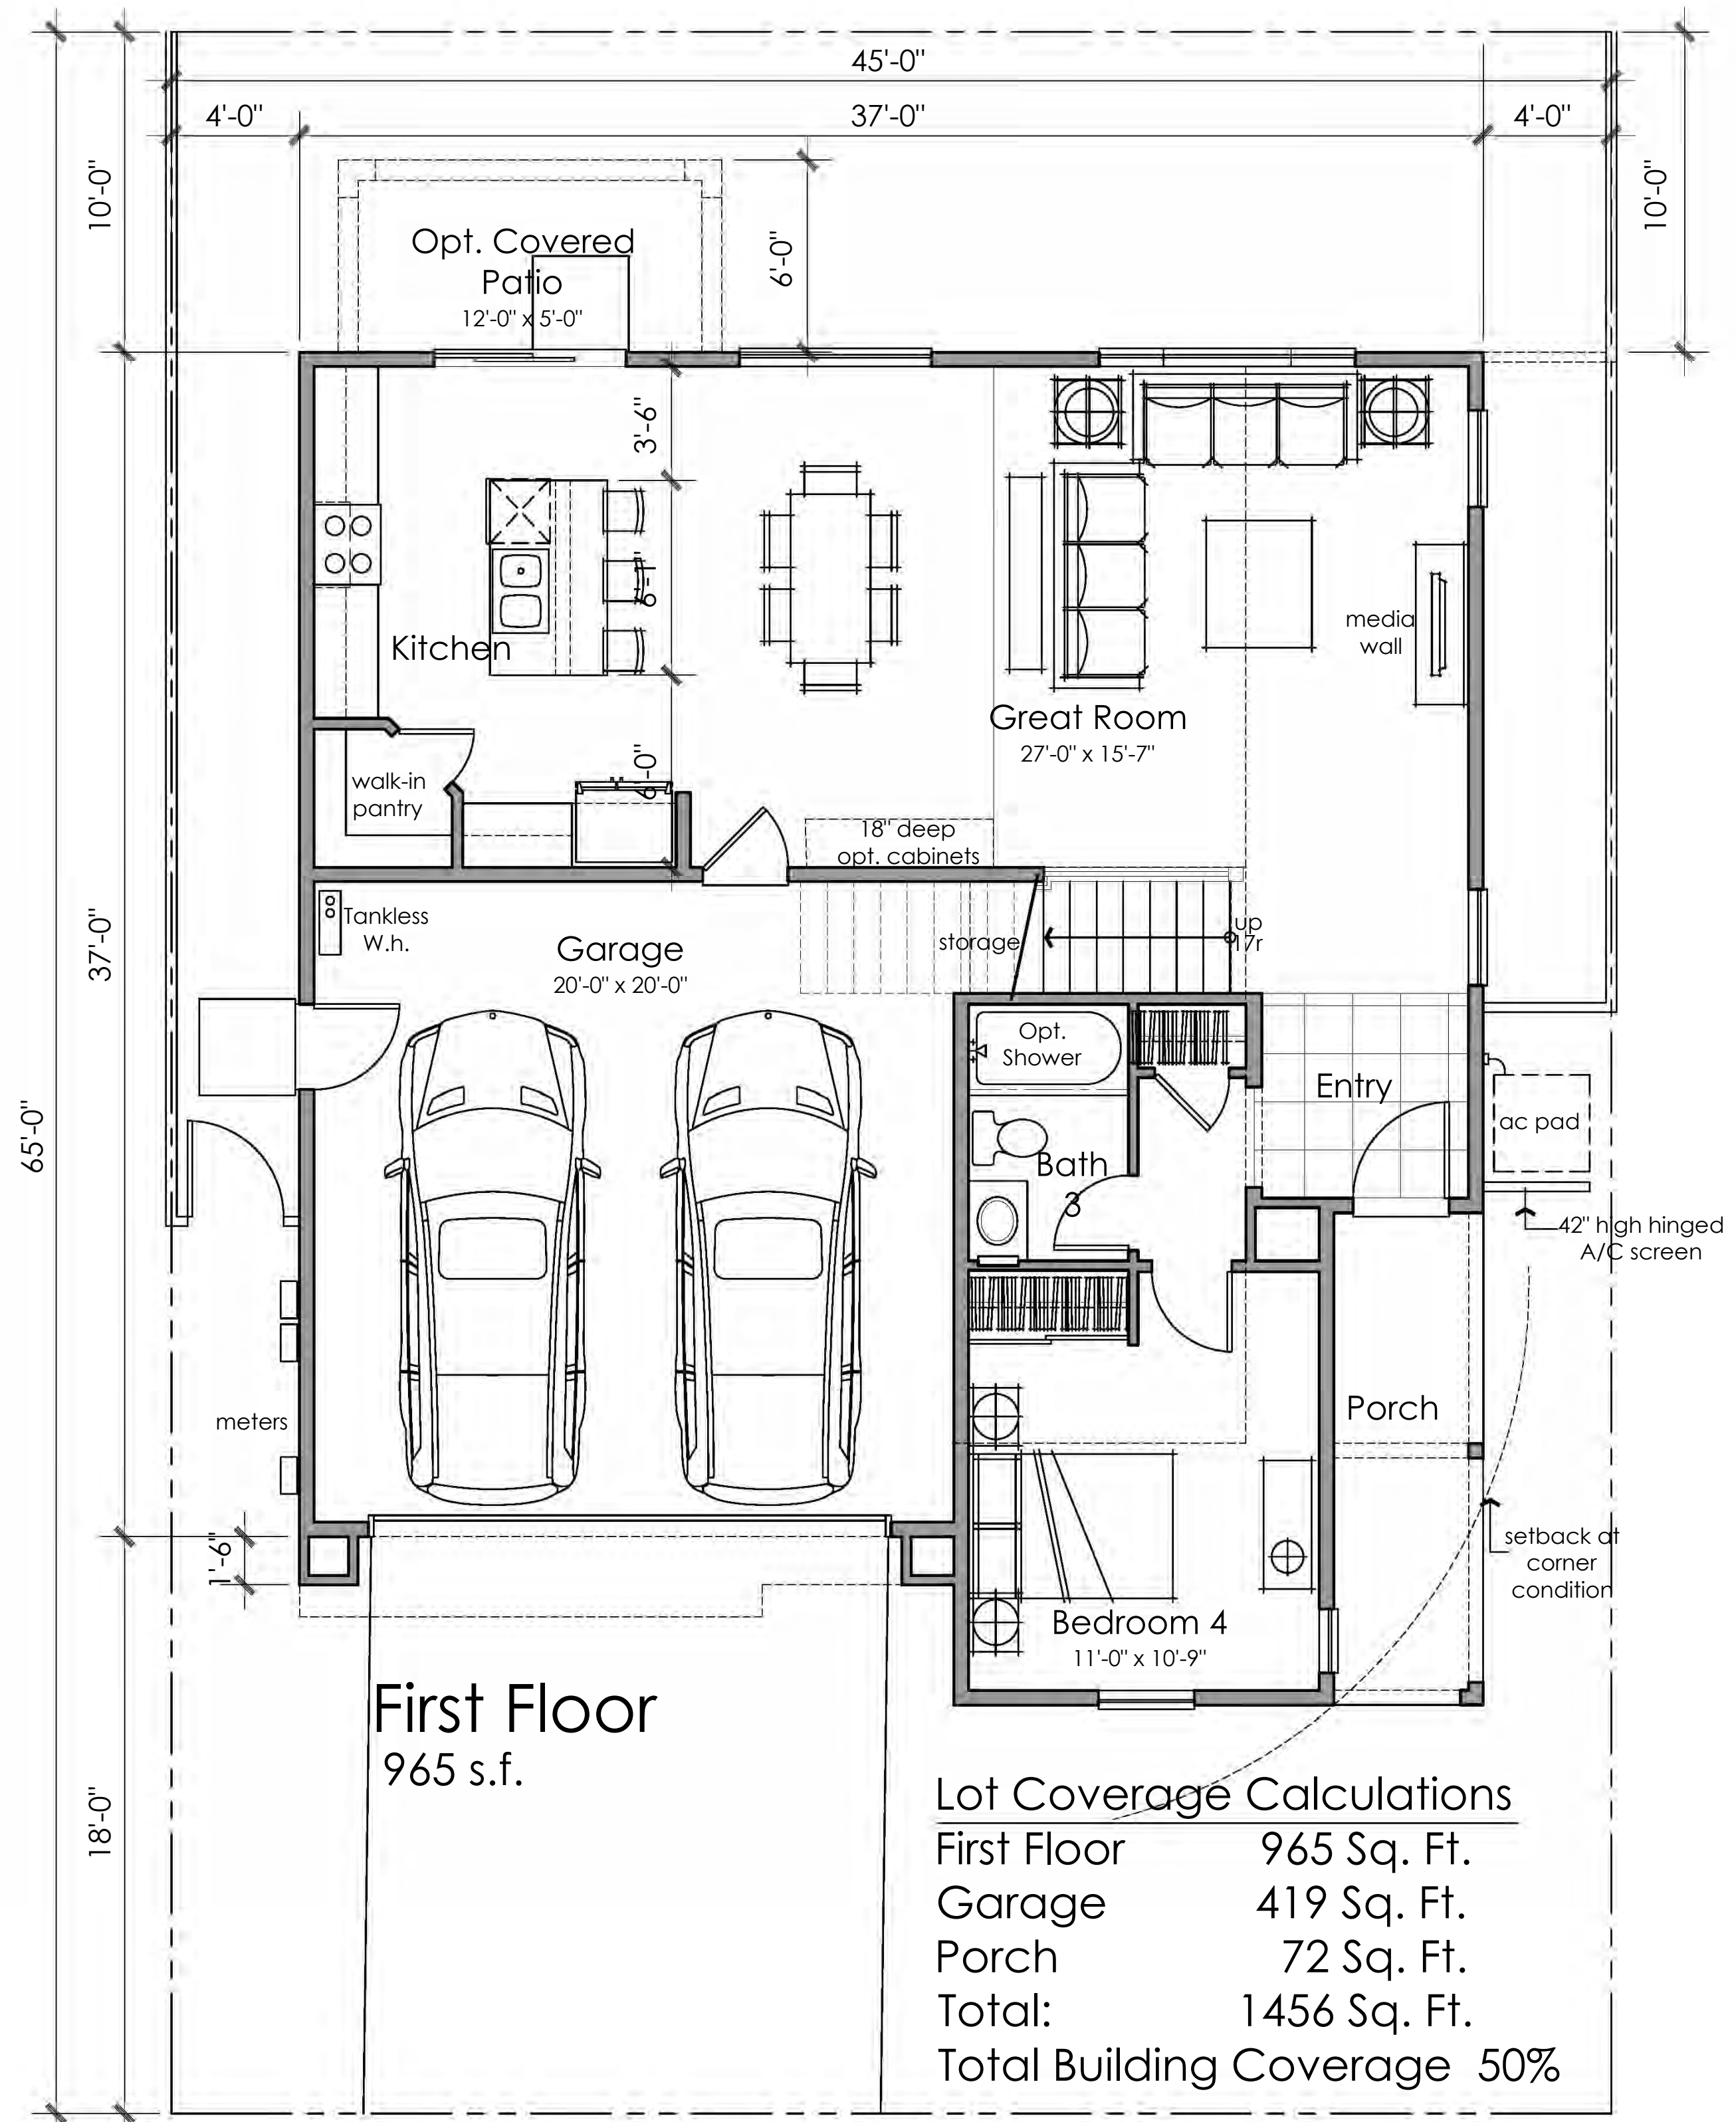 45'-0"
4'-0"
37'-0"
4'-0"
10'-0"
10'-0"
6'-0"
Opt. Covered
Patio
12'-0" x 5'-0"
3'-6"
6'-1"
Kitchen
media
wall
Great Room
27'-0" x 15'-7"
6'-0"
walk-in
pantry
18" deep
opt. cabinets
Tankless
W.h.
Garage
20'-0" x 20'-0"
storage
up
17r
37'-0"
65'-0"
Opt.
Shower
Entry
ac pad
Bath
3
42" high hinged
A/C screen
meters
Porch
1'-6"
setback at
corner
condition
Bedroom 4
11'-0" x 10'-9"
First Floor
965 s.f.
18'-0"
Lot Coverage Calculations
First Floor 965 Sq. Ft.
Garage 419 Sq. Ft.
Porch 72 Sq. Ft.
Total: 1456 Sq. Ft.
Total Building Coverage 50%